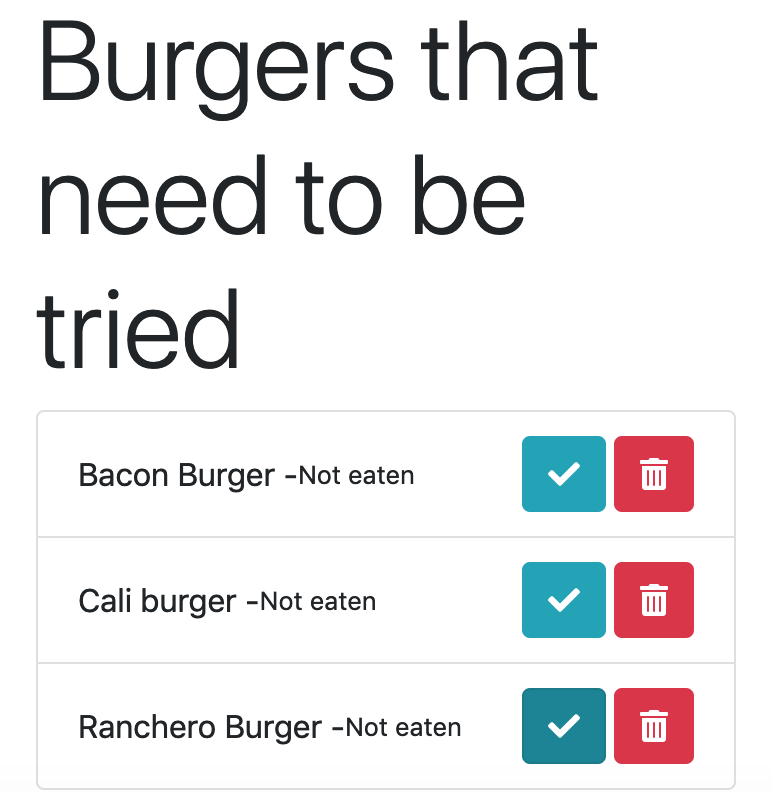 Burgers that
need to be
tried
Bacon Burger -Not eaten
Cali burger -Not eaten
Ranchero Burger -Not eaten